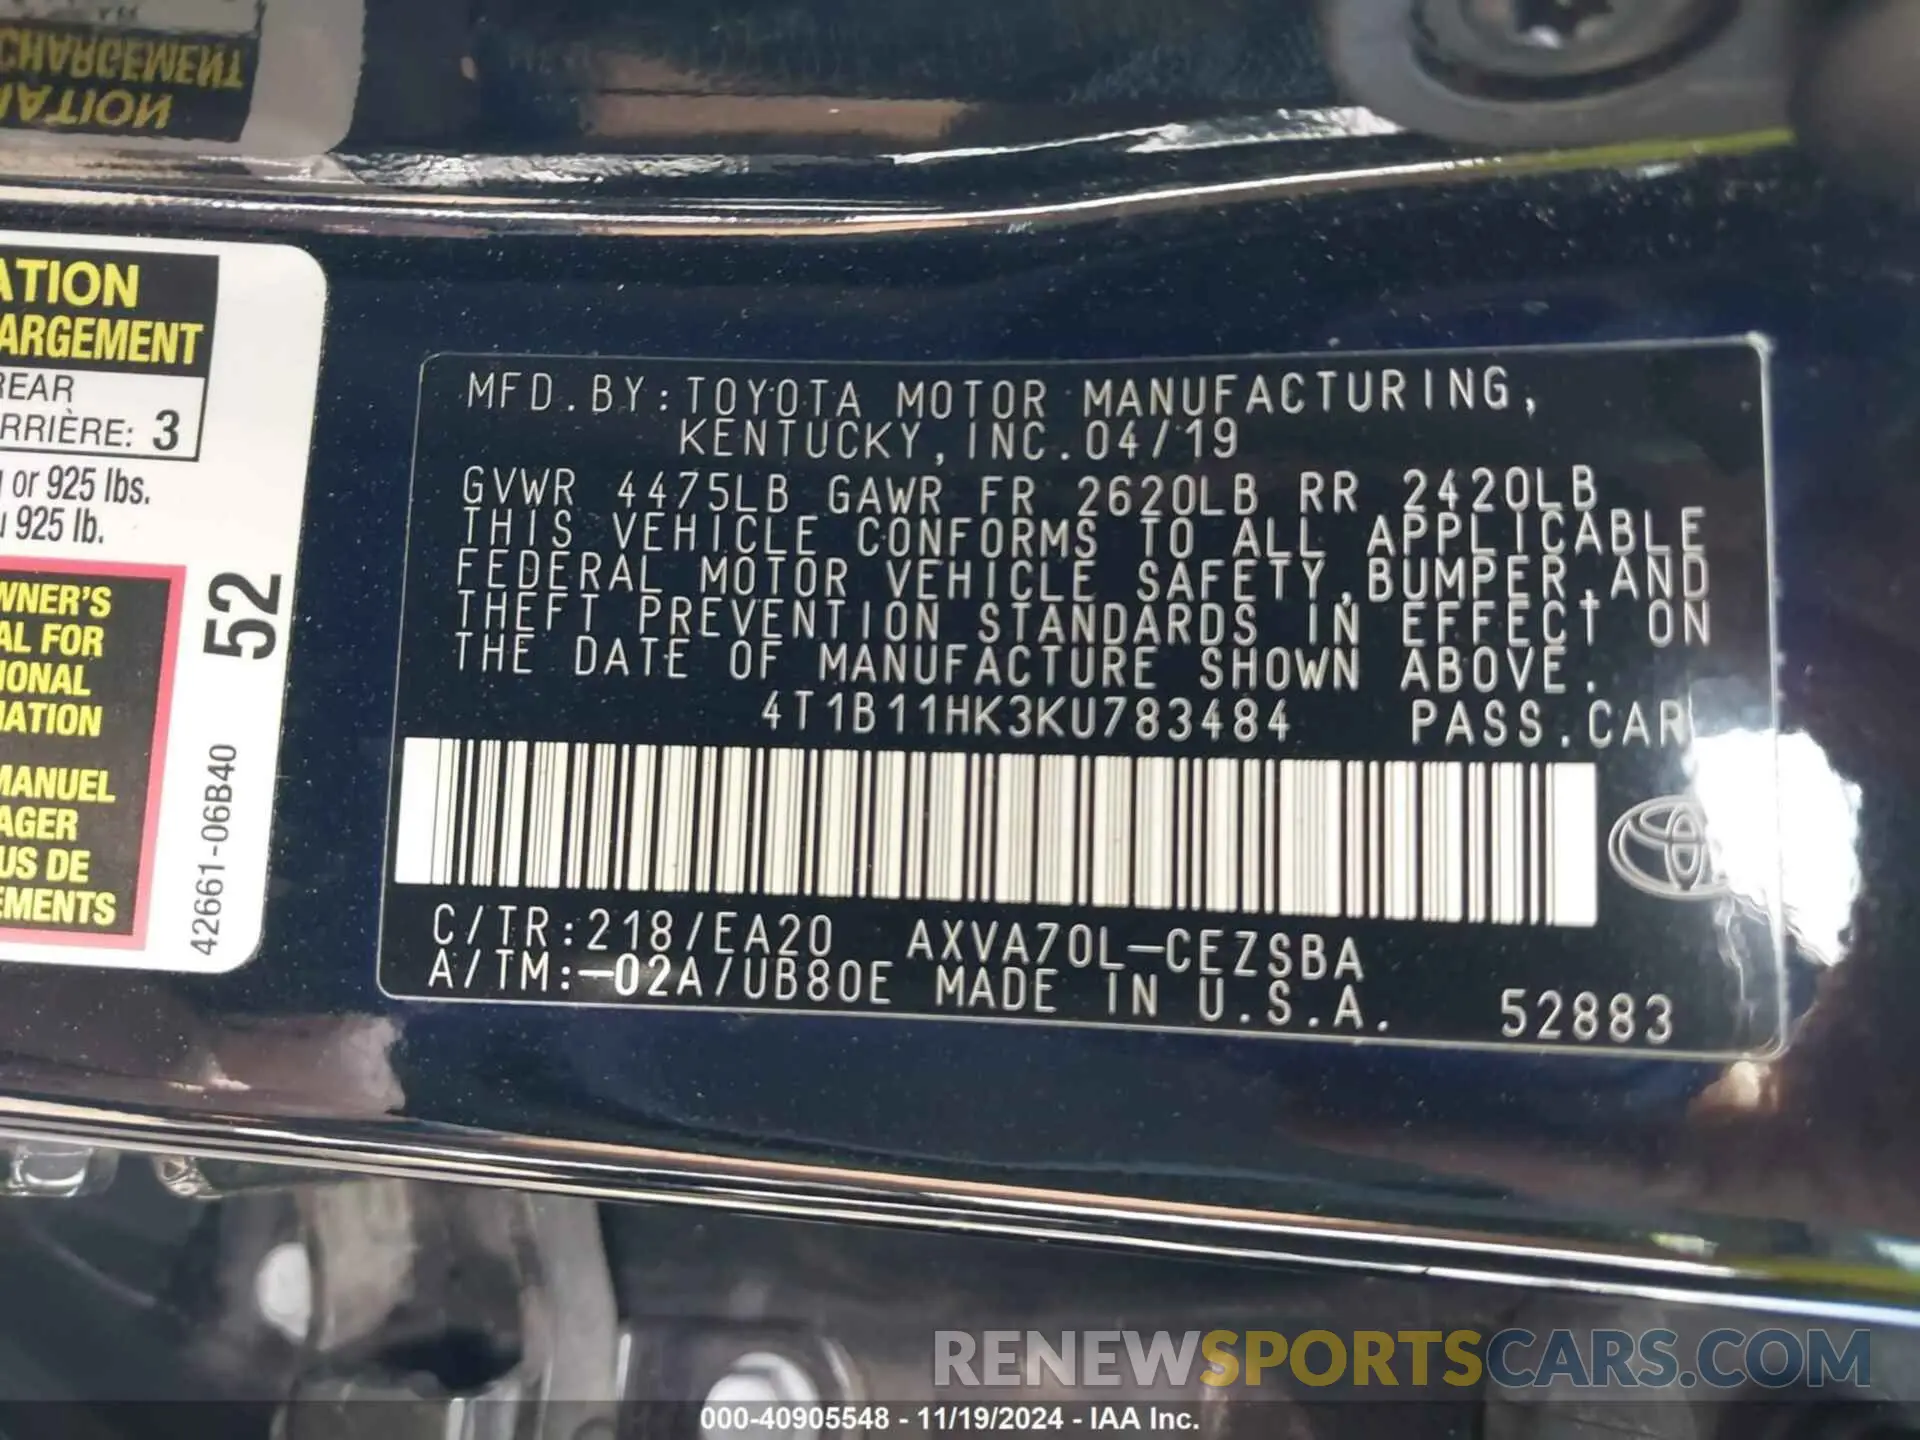 CHARGEMENT
ATION
ATION
ARGEMENT
REAR
ARRIÈRE: 3
or 925 lbs.
925 lb.
WNER'S
AL FOR
IONAL
MATION
MANUEL
AGER
US DE
EMENTS
52
42661-06B40
MFD.BY:TOYOTA MOTOR MANUFACTURING,
KENTUCKY,INC.04/19
GVWR 4475LB GAWR FR 2620LB RR 2420LB
THIS VEHICLE CONFORMS TO ALL APPLICABLE
FEDERAL MOTOR VEHICLE SAFETY,BUMPER,AND
THEFT PREVENTION STANDARDS IN EFFECT ON
THE DATE OF MANUFACTURE SHOWN ABOVE.
4T1B11HK3KU783484 PASS.CAR
C/TR:218/EA20 AXVA70L-CEZSBA
A/TM:-02A/UB80E MADE IN U.S.A. 52883
RENEWSPORTSCARS.COM
000-40905548 - 11/19/2024 - IAA Inc.